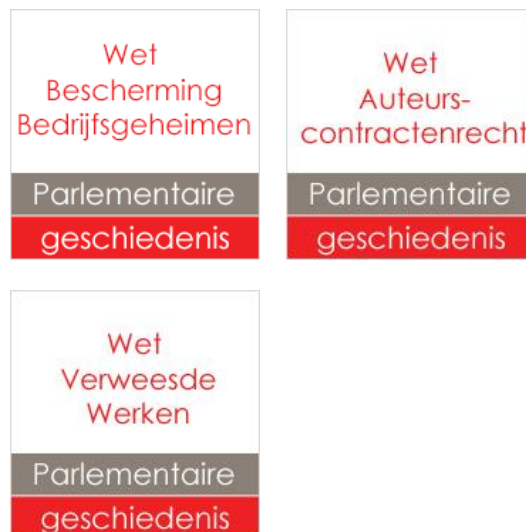 Wet
Bescherming
Bedrijfsgeheimen
Parlementaire
geschiedenis
Wet
Auteurs-
contractenrecht
Parlementaire
geschiedenis
Wet
Verweesde
Werken
Parlementaire
geschiedenis